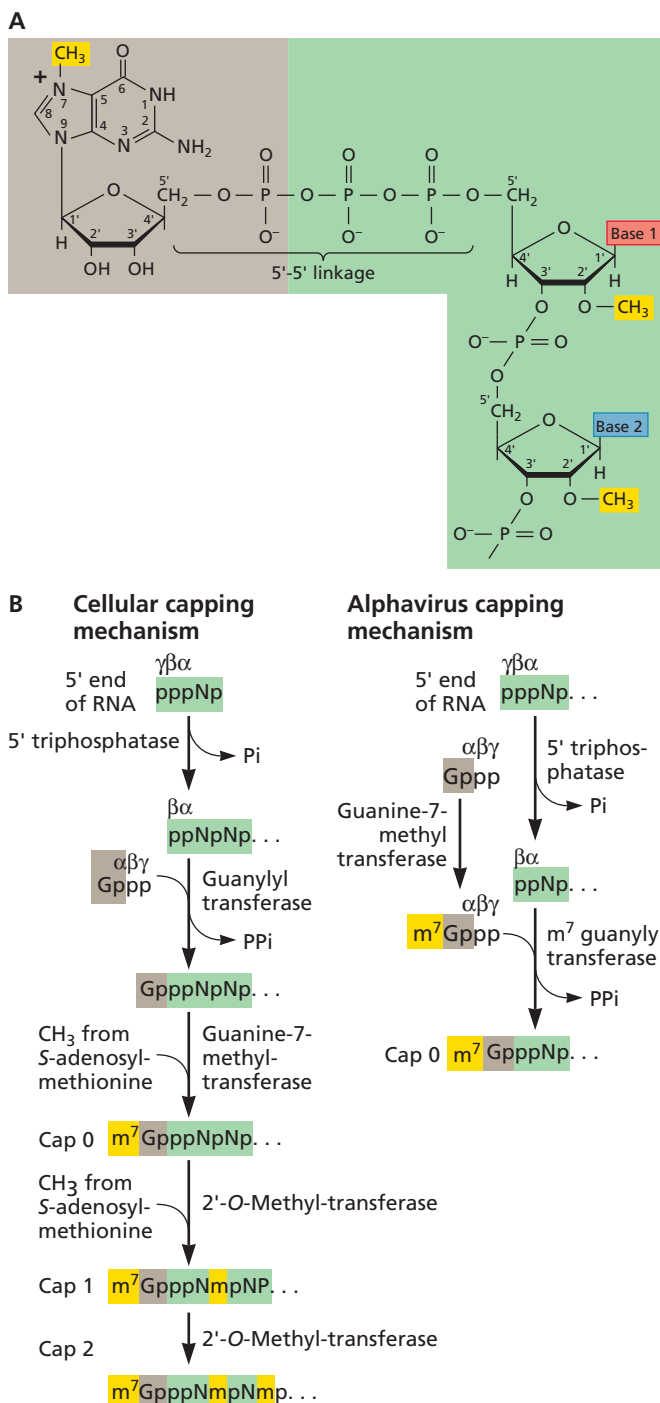 A
CH3
+
O
N
7
5
6
1
NH
8
9
N
4
3
N
2
NH2
O
O
O
5'
CH2
O
P
O
P
O
P
O
5'
CH2
O
O
O–
O–
O–
1'
4'
H
2'
3'
OH
OH
5'-5' linkage
Base 1
4'
1'
H
3'
2'
H
O
O
CH3
O–
P
O
O
5'
CH2
O
Base 2
4'
1'
H
3'
2'
O
O
CH3
O–
P
O
B
Cellular capping
mechanism
γβα
5' end
of RNA
pppNp
5' triphosphatase
Pi
βα
ppNpNp. . .
αβγ
Gppp
Guanylyl
transferase
PPi
GpppNpNp. . .
CH3 from
S-adenosyl-
methionine
Guanine-7-
methyl-
transferase
Cap 0
m7GpppNpNp. . .
CH3 from
S-adenosyl-
methionine
2'-O-Methyl-transferase
Cap 1
m7GpppNmpNP. . .
2'-O-Methyl-transferase
Cap 2
m7GpppNmpNmp. . .
Alphavirus capping
mechanism
γβα
5' end
of RNA
pppNp. . .
αβγ
Gppp
5' triphos-
phatase
Pi
Guanine-7-
methyl
transferase
βα
ppNp. . .
αβγ
m7Gppp
m7 guanyly
transferase
PPi
Cap 0
m7GpppNp. . .